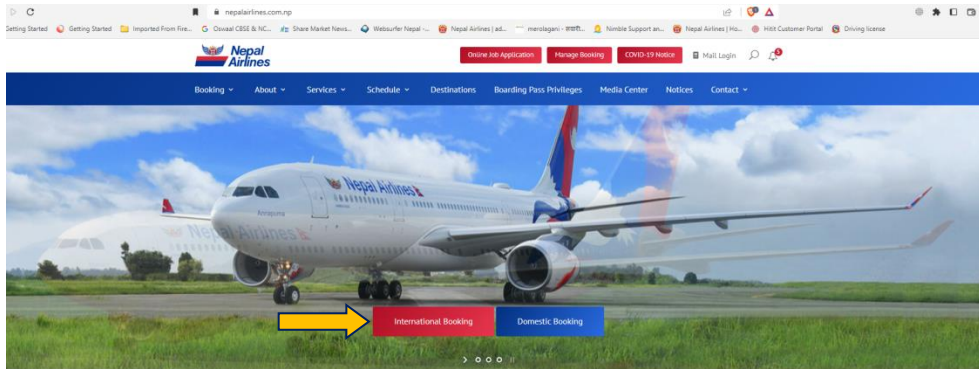 nepalairlines.com.np
Getting Started Getting Started Imported From Fire... Oswaal CBSE & NC... Share Market News... Websurfer Nepal -... Nepal Airlines | ad... Nimble Support an... Nepal Airlines | Ho... Hitit Customer Portal Driving license
Nepal Airlines
Online Job Application Manage Booking COVID-19 Notice Mail Login
Booking About Services Schedule Destinations Boarding Pass Privileges Media Center Notices Contact
Nepal Airlines
Annapurna
Nepal Airlines
International Booking Domestic Booking